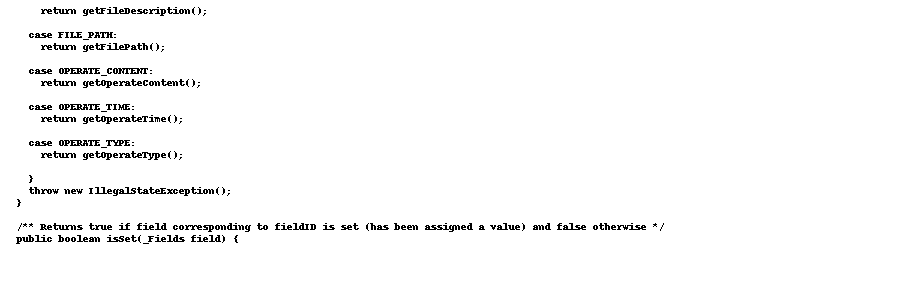 return getFileDescription();
case FILE_PATH:
return getFilePath();
case OPERATE_CONTENT:
return getOperateContent();
case OPERATE_TIME:
return getOperateTime();
case OPERATE_TYPE:
return getOperateType();
}
throw new IllegalStateException();
}
/** Returns true if field corresponding to fieldID is set (has been assigned a value) and false otherwise */
public boolean isSet(_Fields field) {